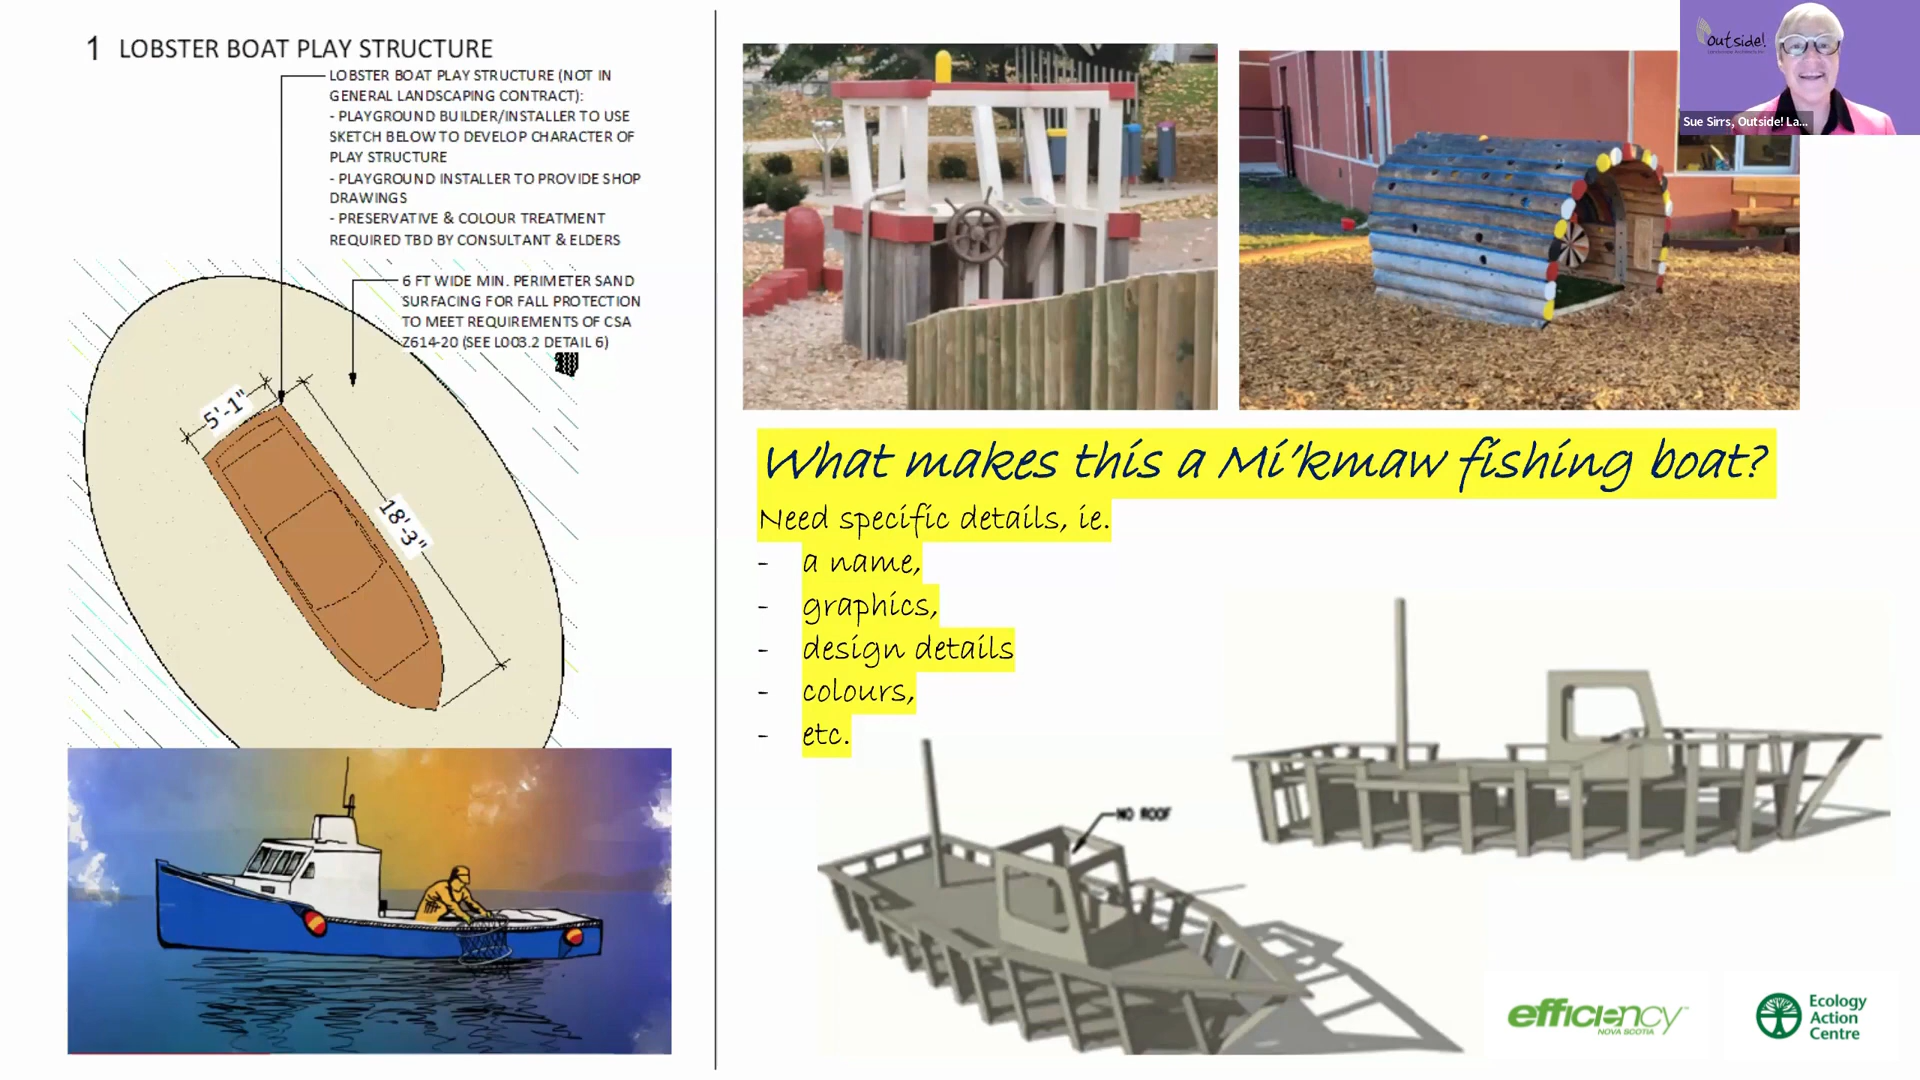 1 LOBSTER BOAT PLAY STRUCTURE
LOBSTER BOAT PLAY STRUCTURE (NOT IN
GENERAL LANDSCAPING CONTRACT):
- PLAYGROUND BUILDER/INSTALLER TO USE
SKETCH BELOW TO DEVELOP CHARACTER OF
PLAY STRUCTURE
- PLAYGROUND INSTALLER TO PROVIDE SHOP
DRAWINGS
- PRESERVATIVE & COLOUR TREATMENT
REQUIRED TBD BY CONSULTANT & ELDERS
6 FT WIDE MIN. PERIMETER SAND
SURFACING FOR FALL PROTECTION
TO MEET REQUIREMENTS OF CSA
Z614-20 (SEE L003.2 DETAIL 6)
5'-1"
18'-3"
outside!
Sue Sirrs, Outside! La...
What makes this a Mi'kmaw fishing boat?
Need specific details, ie.
- a name,
- graphics,
- design details
- colours,
- etc.
NO ROOF
efficiency
NOVA SCOTIA
Ecology
Action
Centre